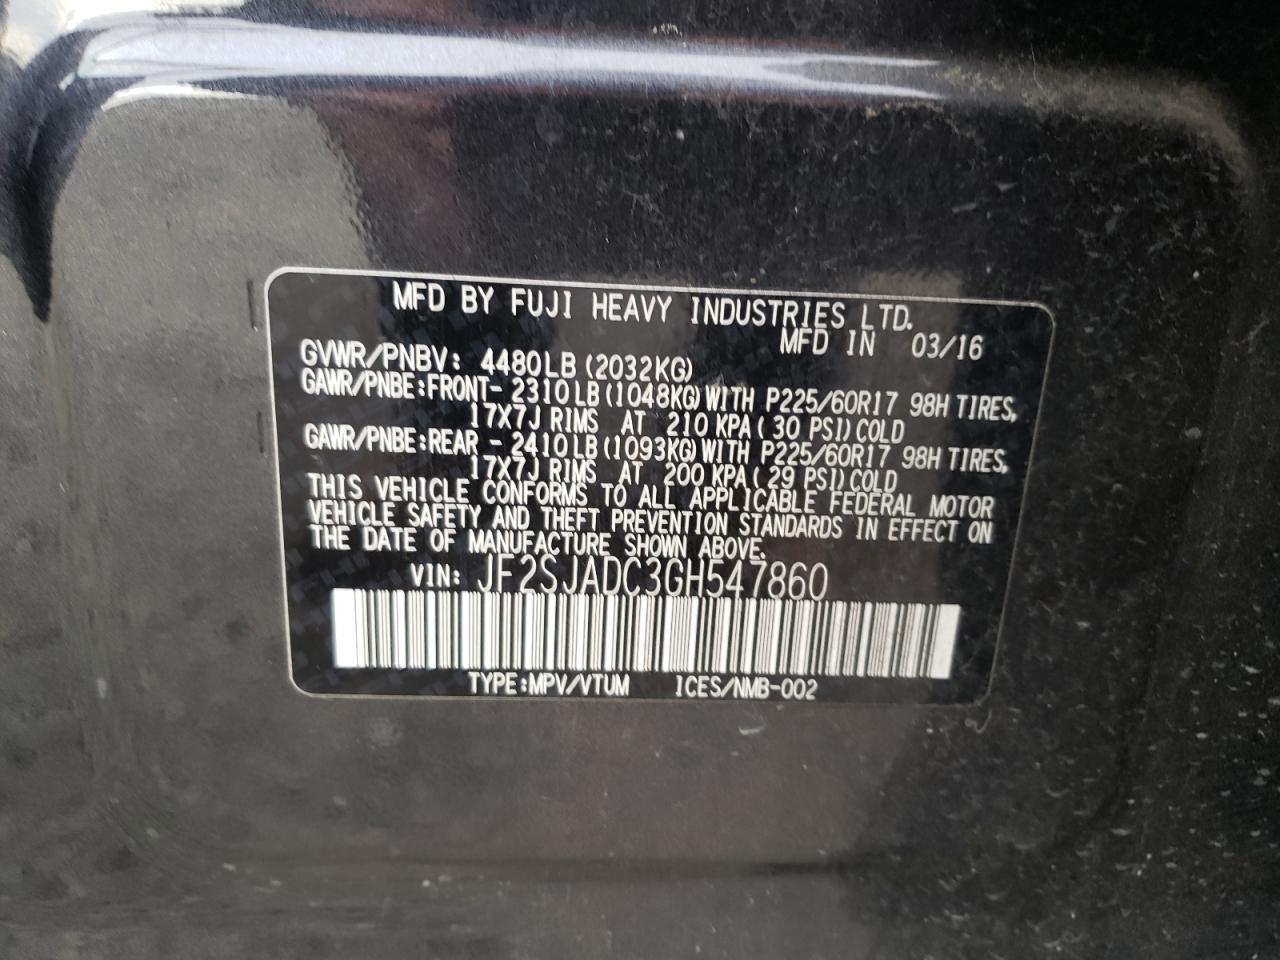 MFD BY FUJI HEAVY INDUSTRIES LTD.
MFD IN 03/16
GVWR/PNBV: 4480LB (2032KG)
GAWR/PNBE:FRONT- 2310LB (1048KG) WITH P225/60R17 98H TIRES,
17X7J RIMS AT 210 KPA ( 30 PSI) COLD
GAWR/PNBE:REAR - 2410LB (1093KG) WITH P225/60R17 98H TIRES,
17X7J RIMS AT 200 KPA ( 29 PSI) COLD
THIS VEHICLE CONFORMS TO ALL APPLICABLE FEDERAL MOTOR
VEHICLE SAFETY AND THEFT PREVENTION STANDARDS IN EFFECT ON
THE DATE OF MANUFACTURE SHOWN ABOVE.
VIN: JF2SJADC3GH547860
TYPE:MPV/VTUM ICES/NMB-002